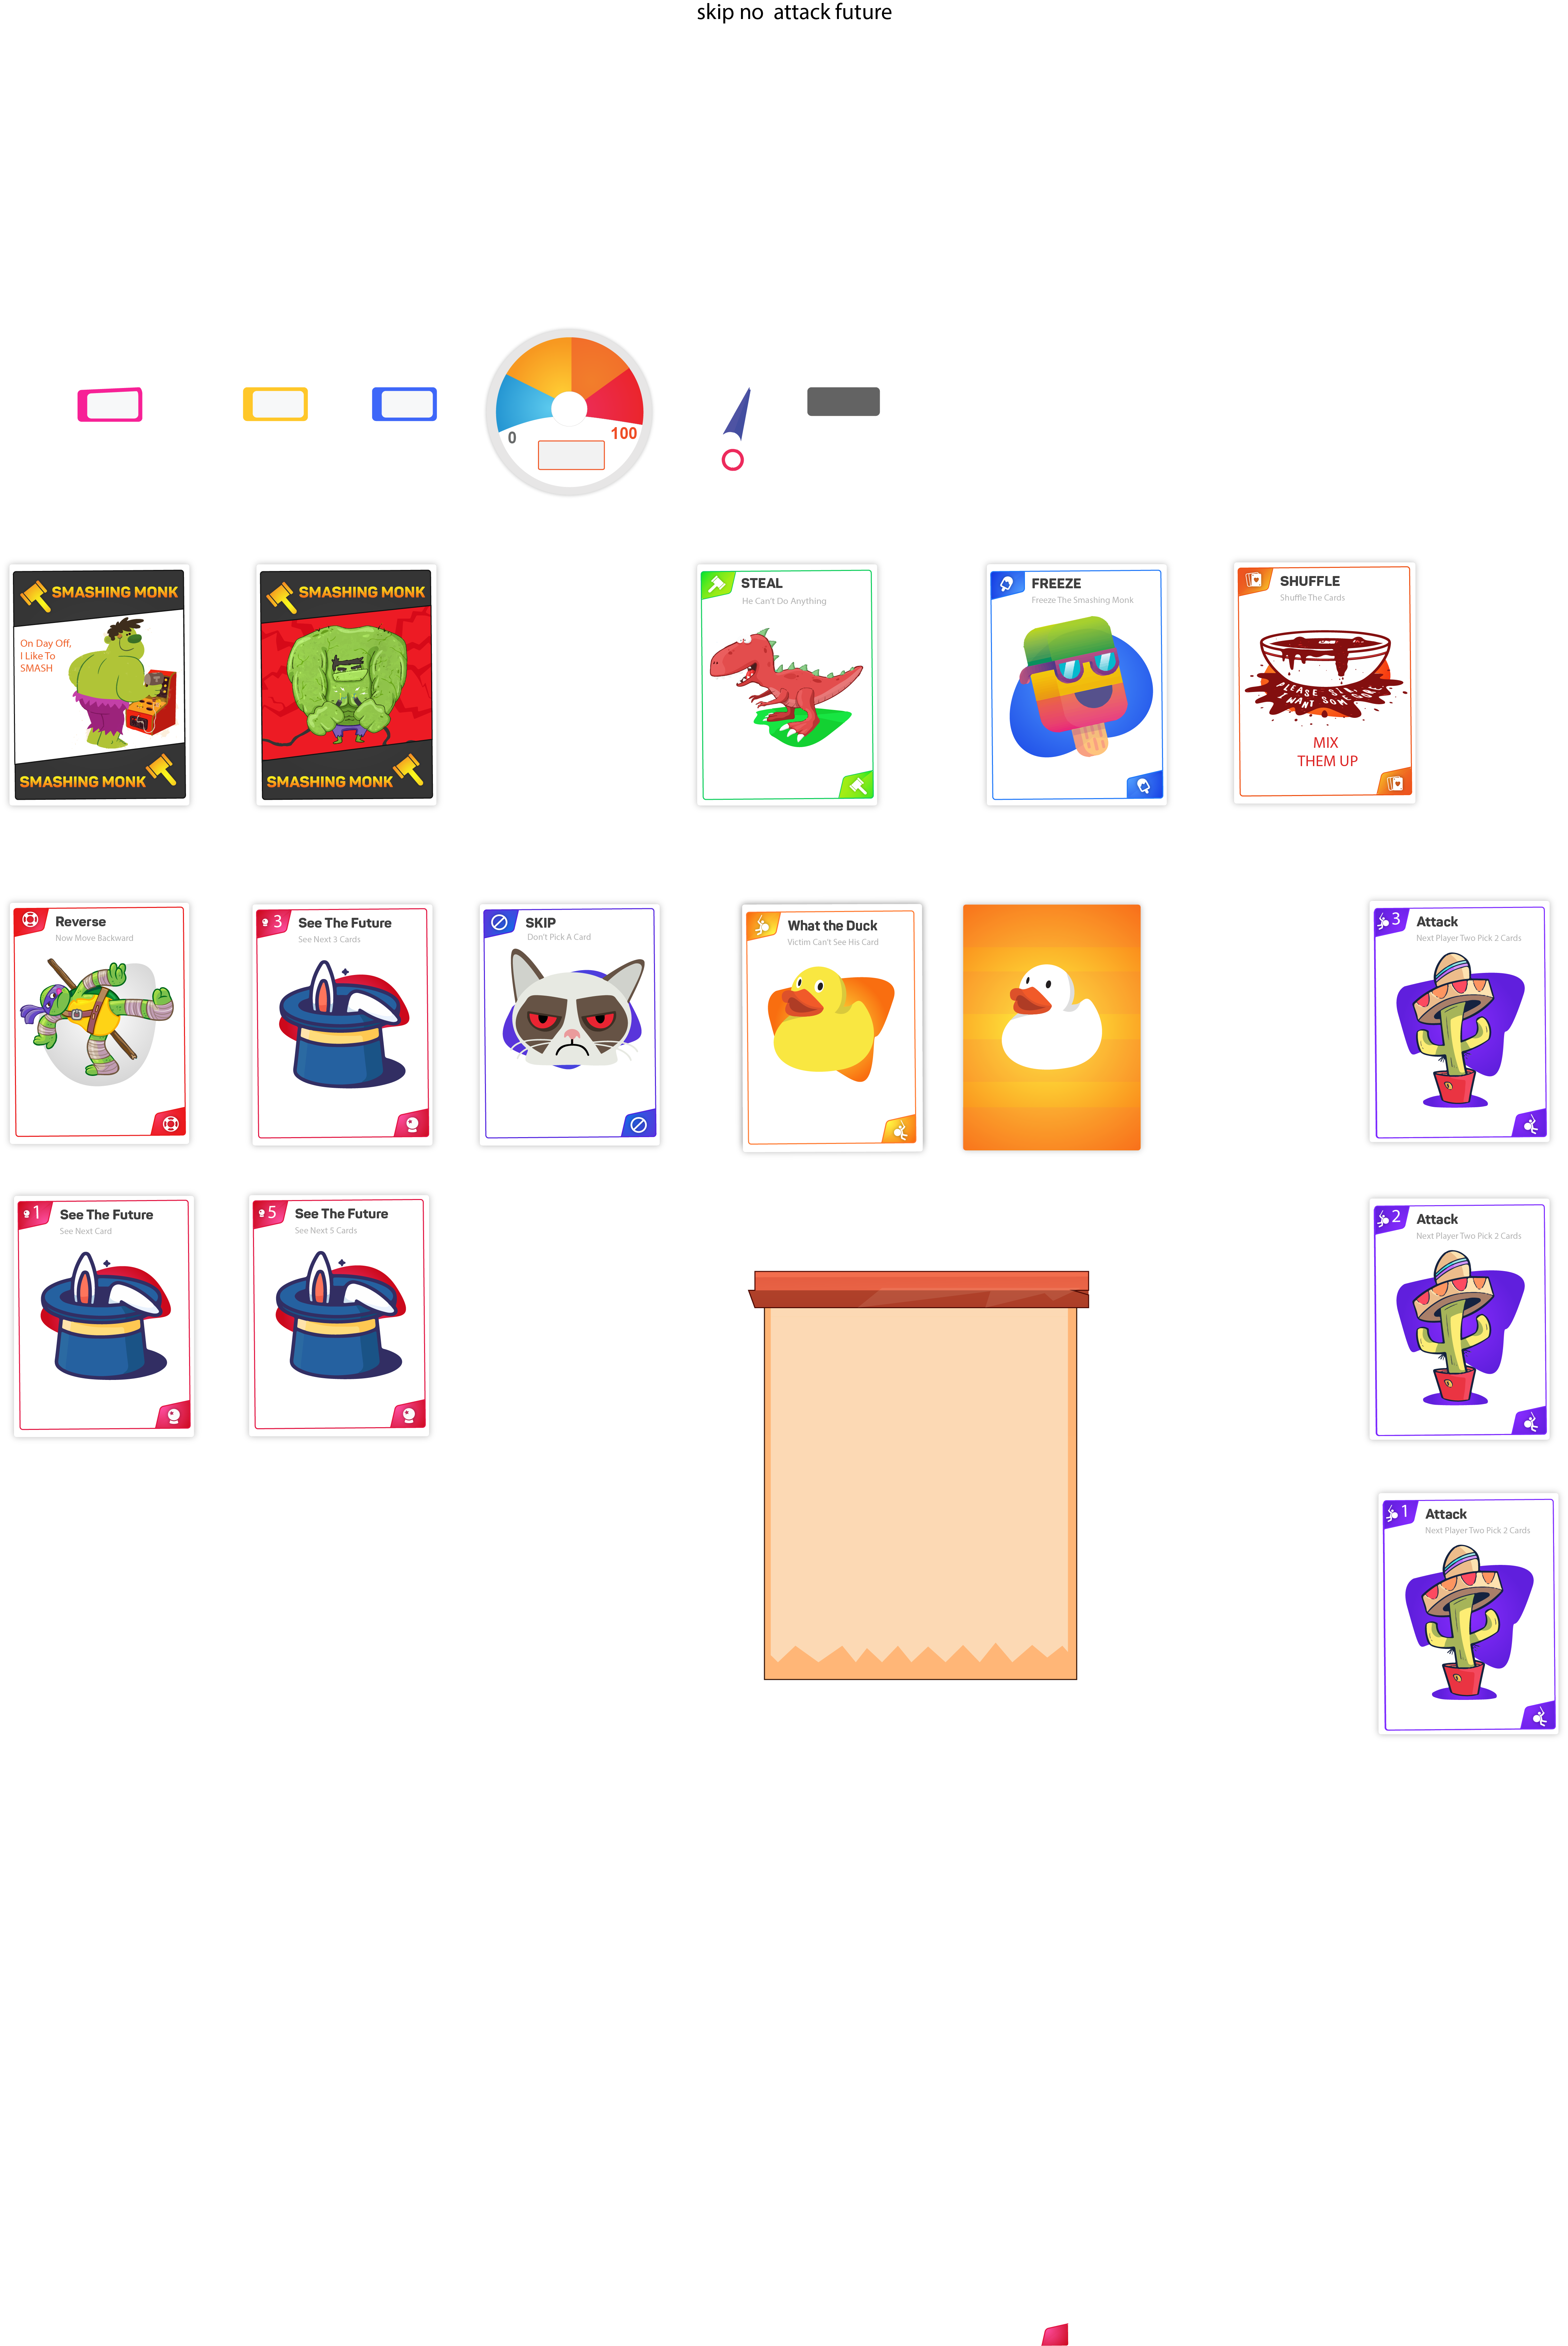 skip no  attack future
0
100
SMASHING MONK
On Day Off,
I Like To
SMASH
SMASHING MONK
SMASHING MONK
SMASHING MONK
STEAL
He Can't Do Anything
FREEZE
Freeze The Smashing Monk
SHUFFLE
Shuffle The Cards
PLEASE SIR,
I WANT SOME
MIX
THEM UP
Reverse
Now Move Backward
3
See The Future
See Next 3 Cards
SKIP
Don't Pick A Card
What the Duck
Victim Can't See His Card
3
Attack
Next Player Two Pick 2 Cards
1
See The Future
See Next Card
5
See The Future
See Next 5 Cards
2
Attack
Next Player Two Pick 2 Cards
1
Attack
Next Player Two Pick 2 Cards